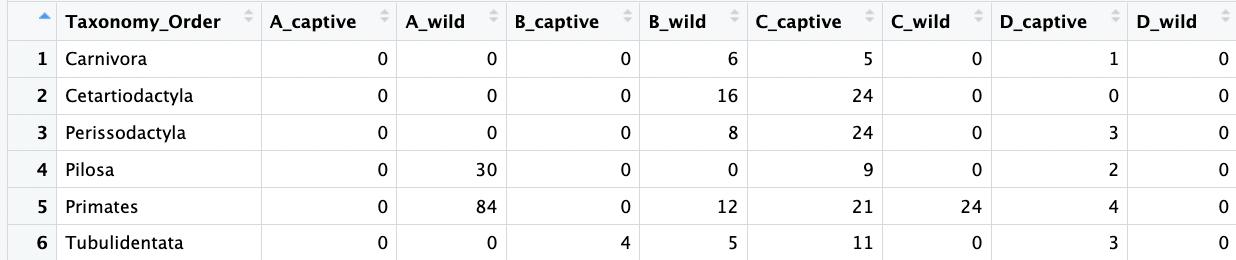 Taxonomy_Order A_captive A_wild B_captive B_wild C_captive C_wild D_captive D_wild
1 Carnivora 0 0 0 6 5 0 1 0
2 Cetartiodactyla 0 0 0 16 24 0 0 0
3 Perissodactyla 0 0 0 8 24 0 3 0
4 Pilosa 0 30 0 0 9 0 2 0
5 Primates 0 84 0 12 21 24 4 0
6 Tubulidentata 0 0 4 5 11 0 3 0